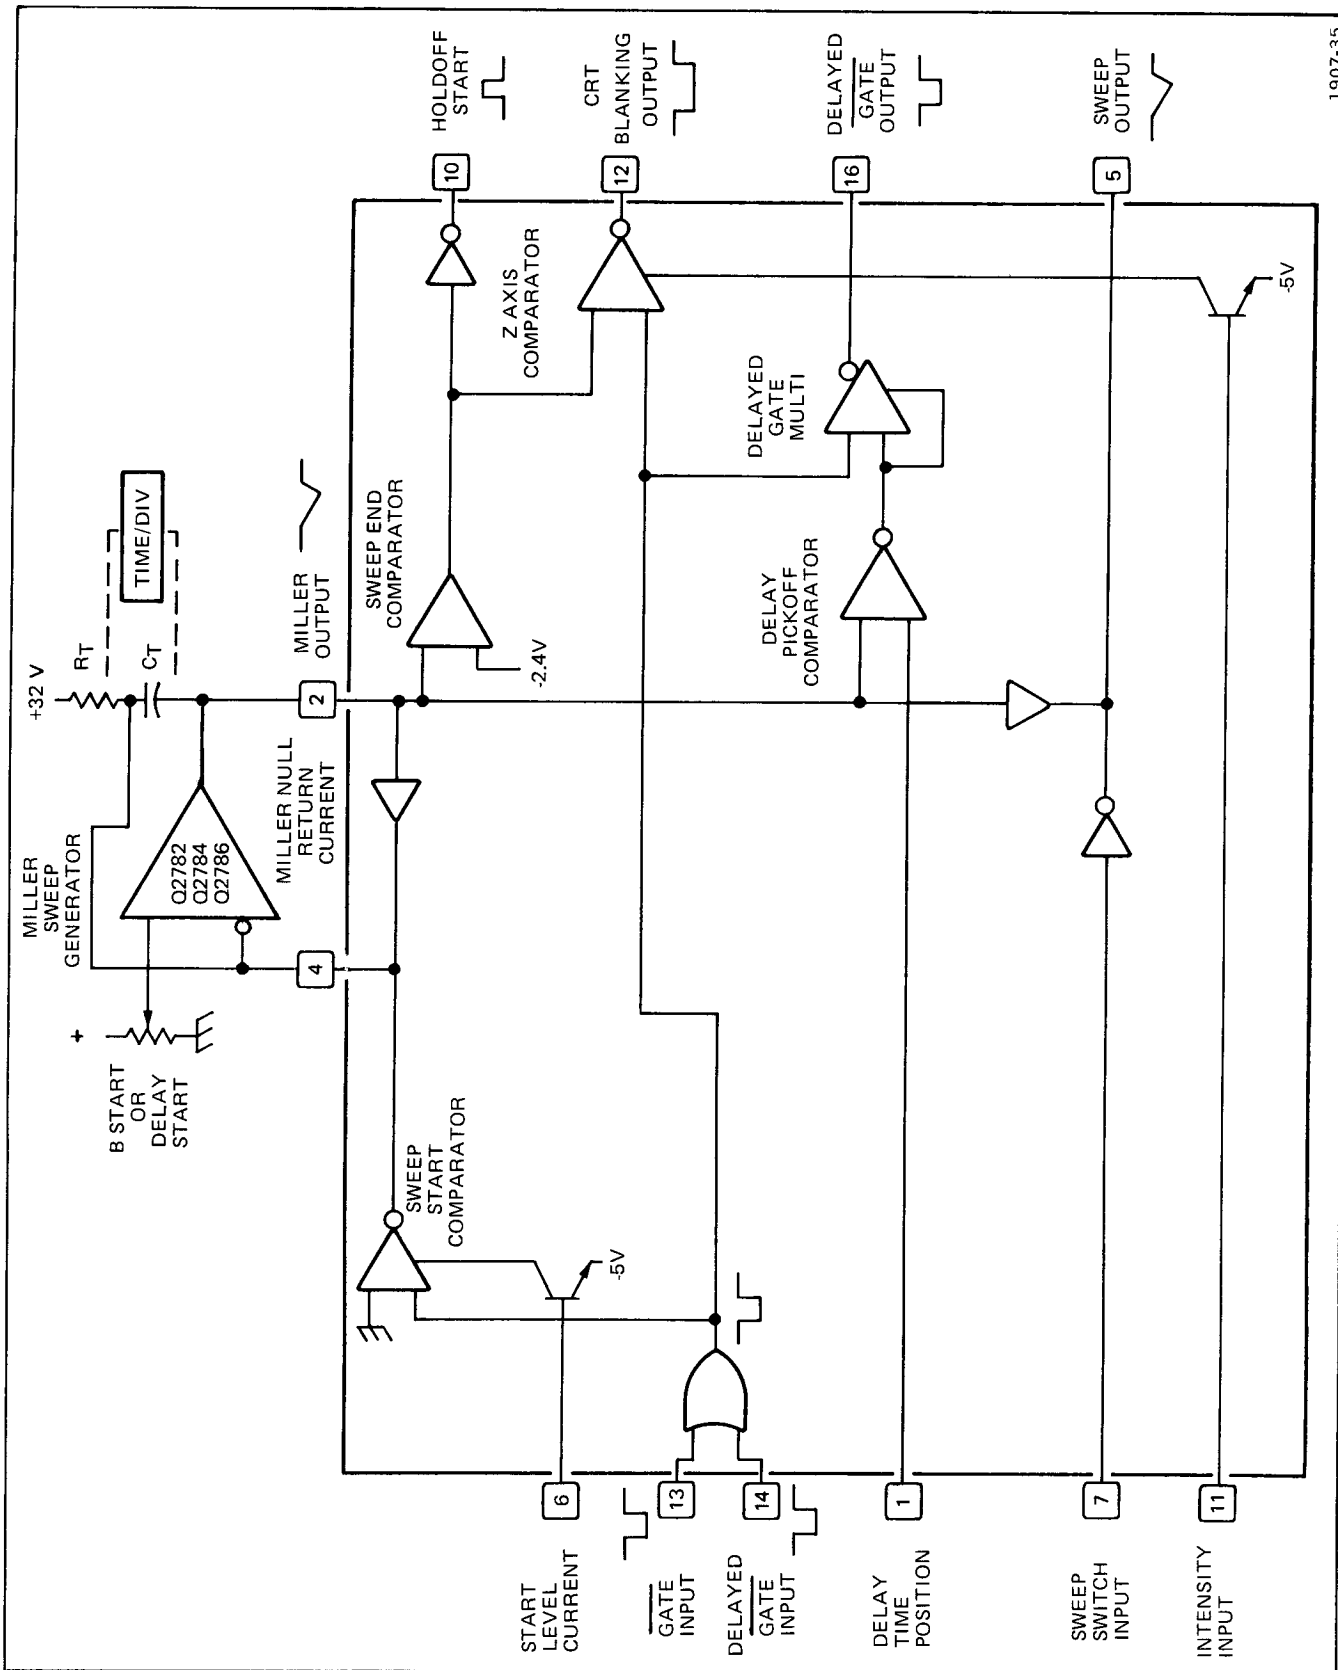 +32 V
RT
CT
TIME/DIV
MILLER
SWEEP
GENERATOR
Q2782
Q2784
Q2786
+
B START
OR
DELAY
START
MILLER NULL
RETURN
CURRENT
MILLER
OUTPUT
4
2
SWEEP
START
COMPARATOR
-5V
SWEEP END
COMPARATOR
-2.4V
HOLDOFF
START
10
Z AXIS
COMPARATOR
CRT
BLANKING
OUTPUT
12
START
LEVEL
CURRENT
6
GATE
INPUT
13
DELAYED
GATE
INPUT
14
DELAY
PICKOFF
COMPARATOR
DELAYED
GATE
MULTI
DELAYED
GATE
OUTPUT
16
DELAY
TIME
POSITION
1
SWEEP
SWITCH
INPUT
7
SWEEP
OUTPUT
5
INTENSITY
INPUT
11
-5V
1907-35